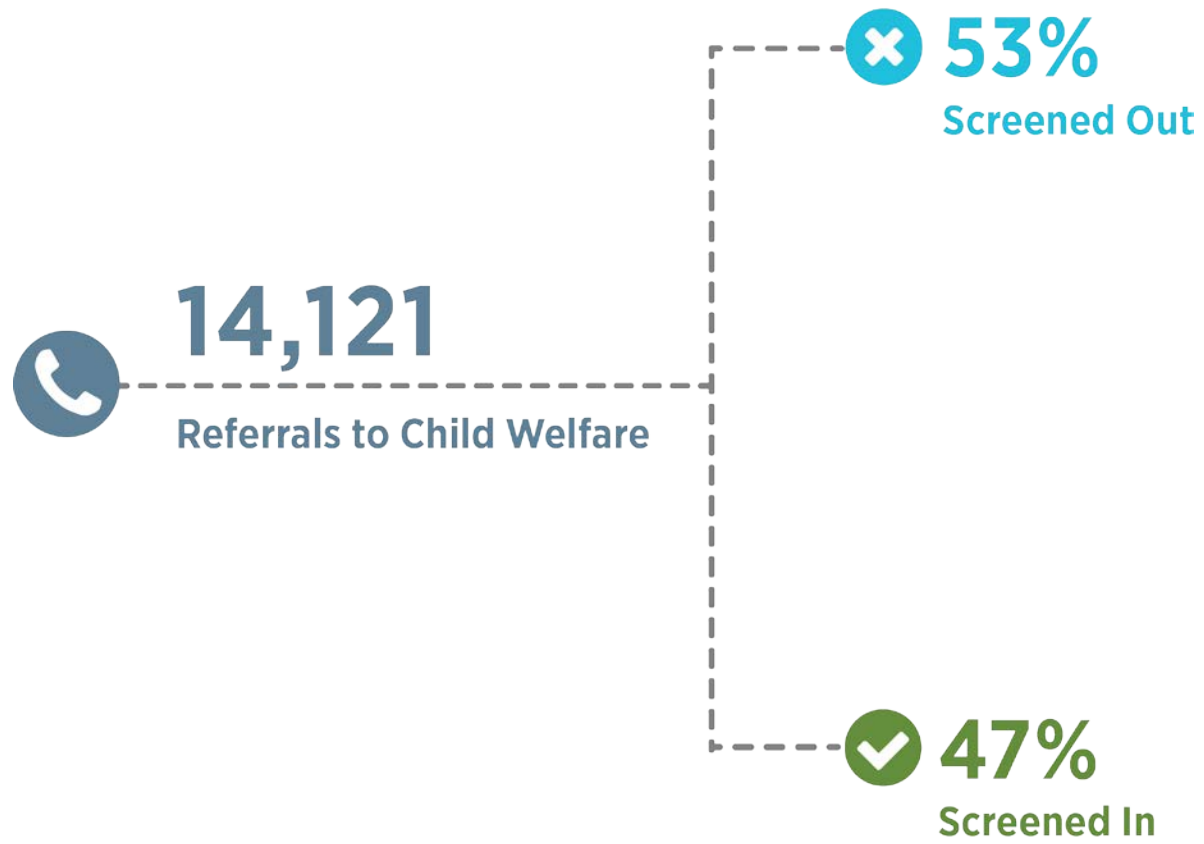 53%
Screened Out
14,121
Referrals to Child Welfare
47%
Screened In